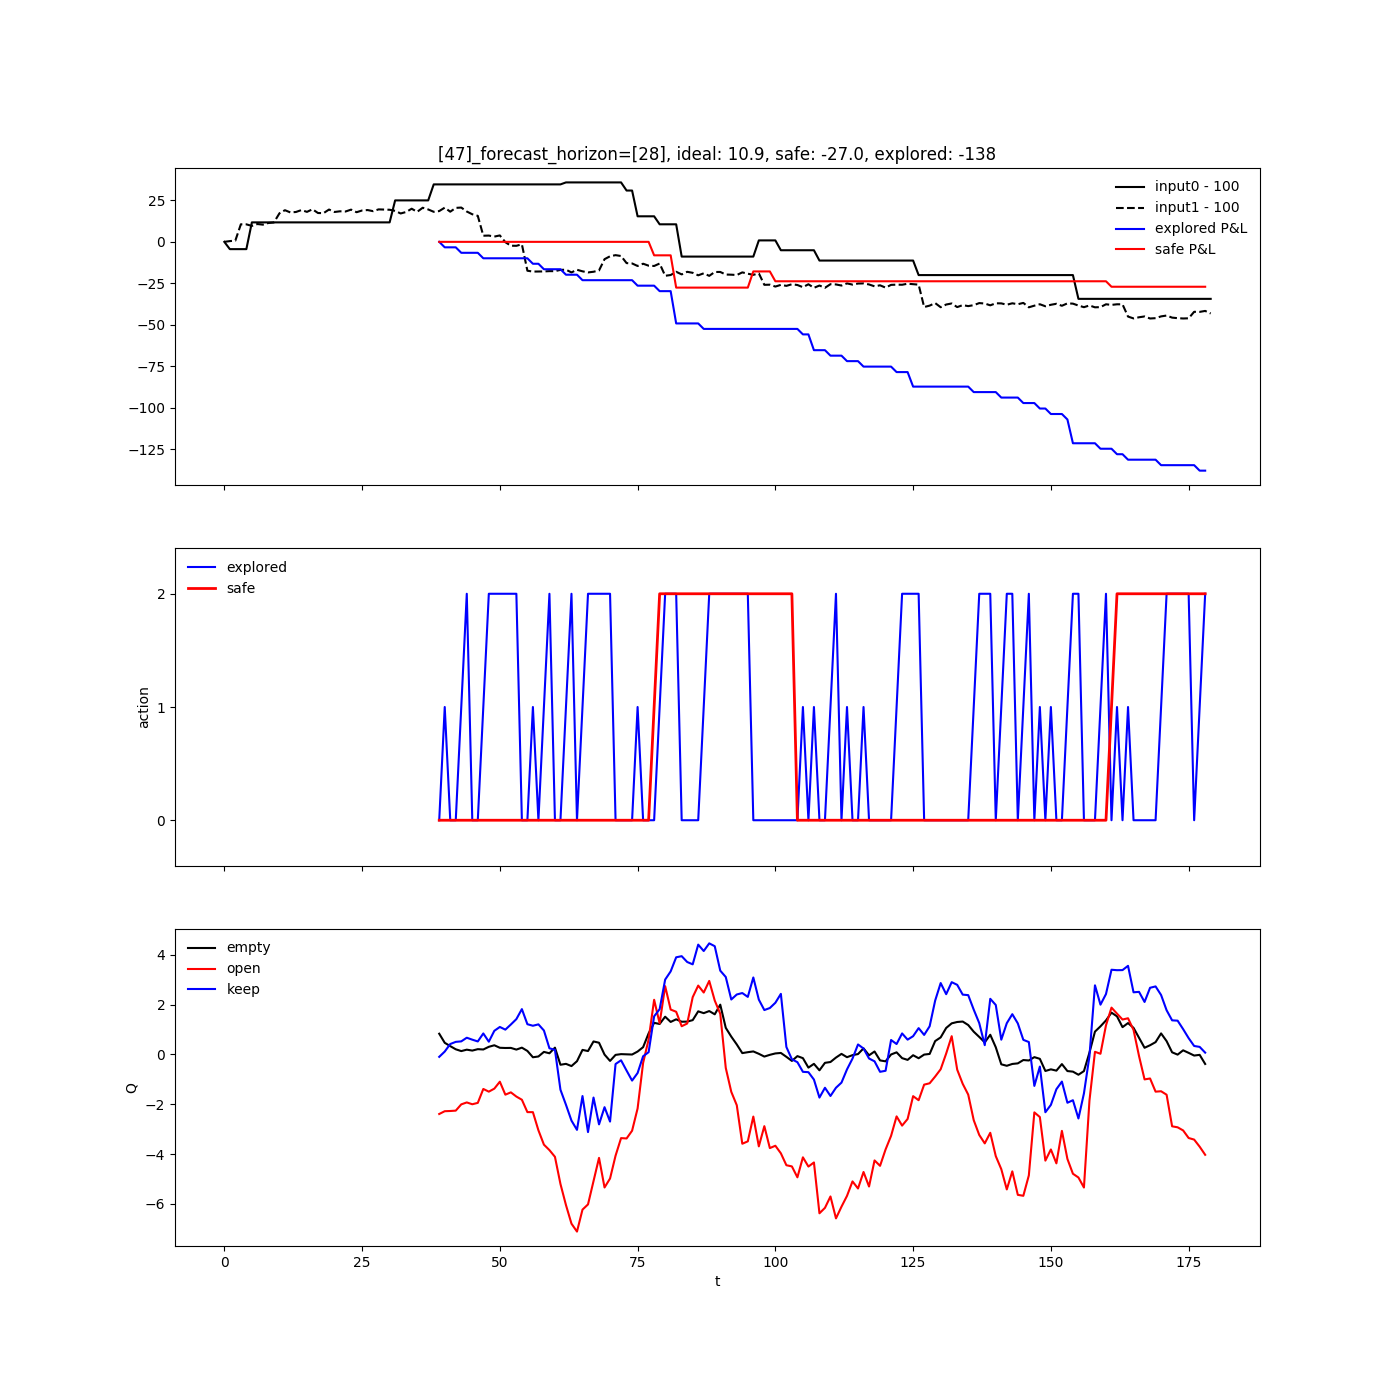 [47]_forecast_horizon=[28], ideal: 10.9, safe: -27.0, explored: -138
input0 - 100
input1 - 100
explored P&L
safe P&L
25
0
−25
−50
−75
−100
−125
explored
safe
2
1
0
action
empty
open
keep
4
2
0
−2
−4
−6
Q
0 25 50 75 100 125 150 175
t